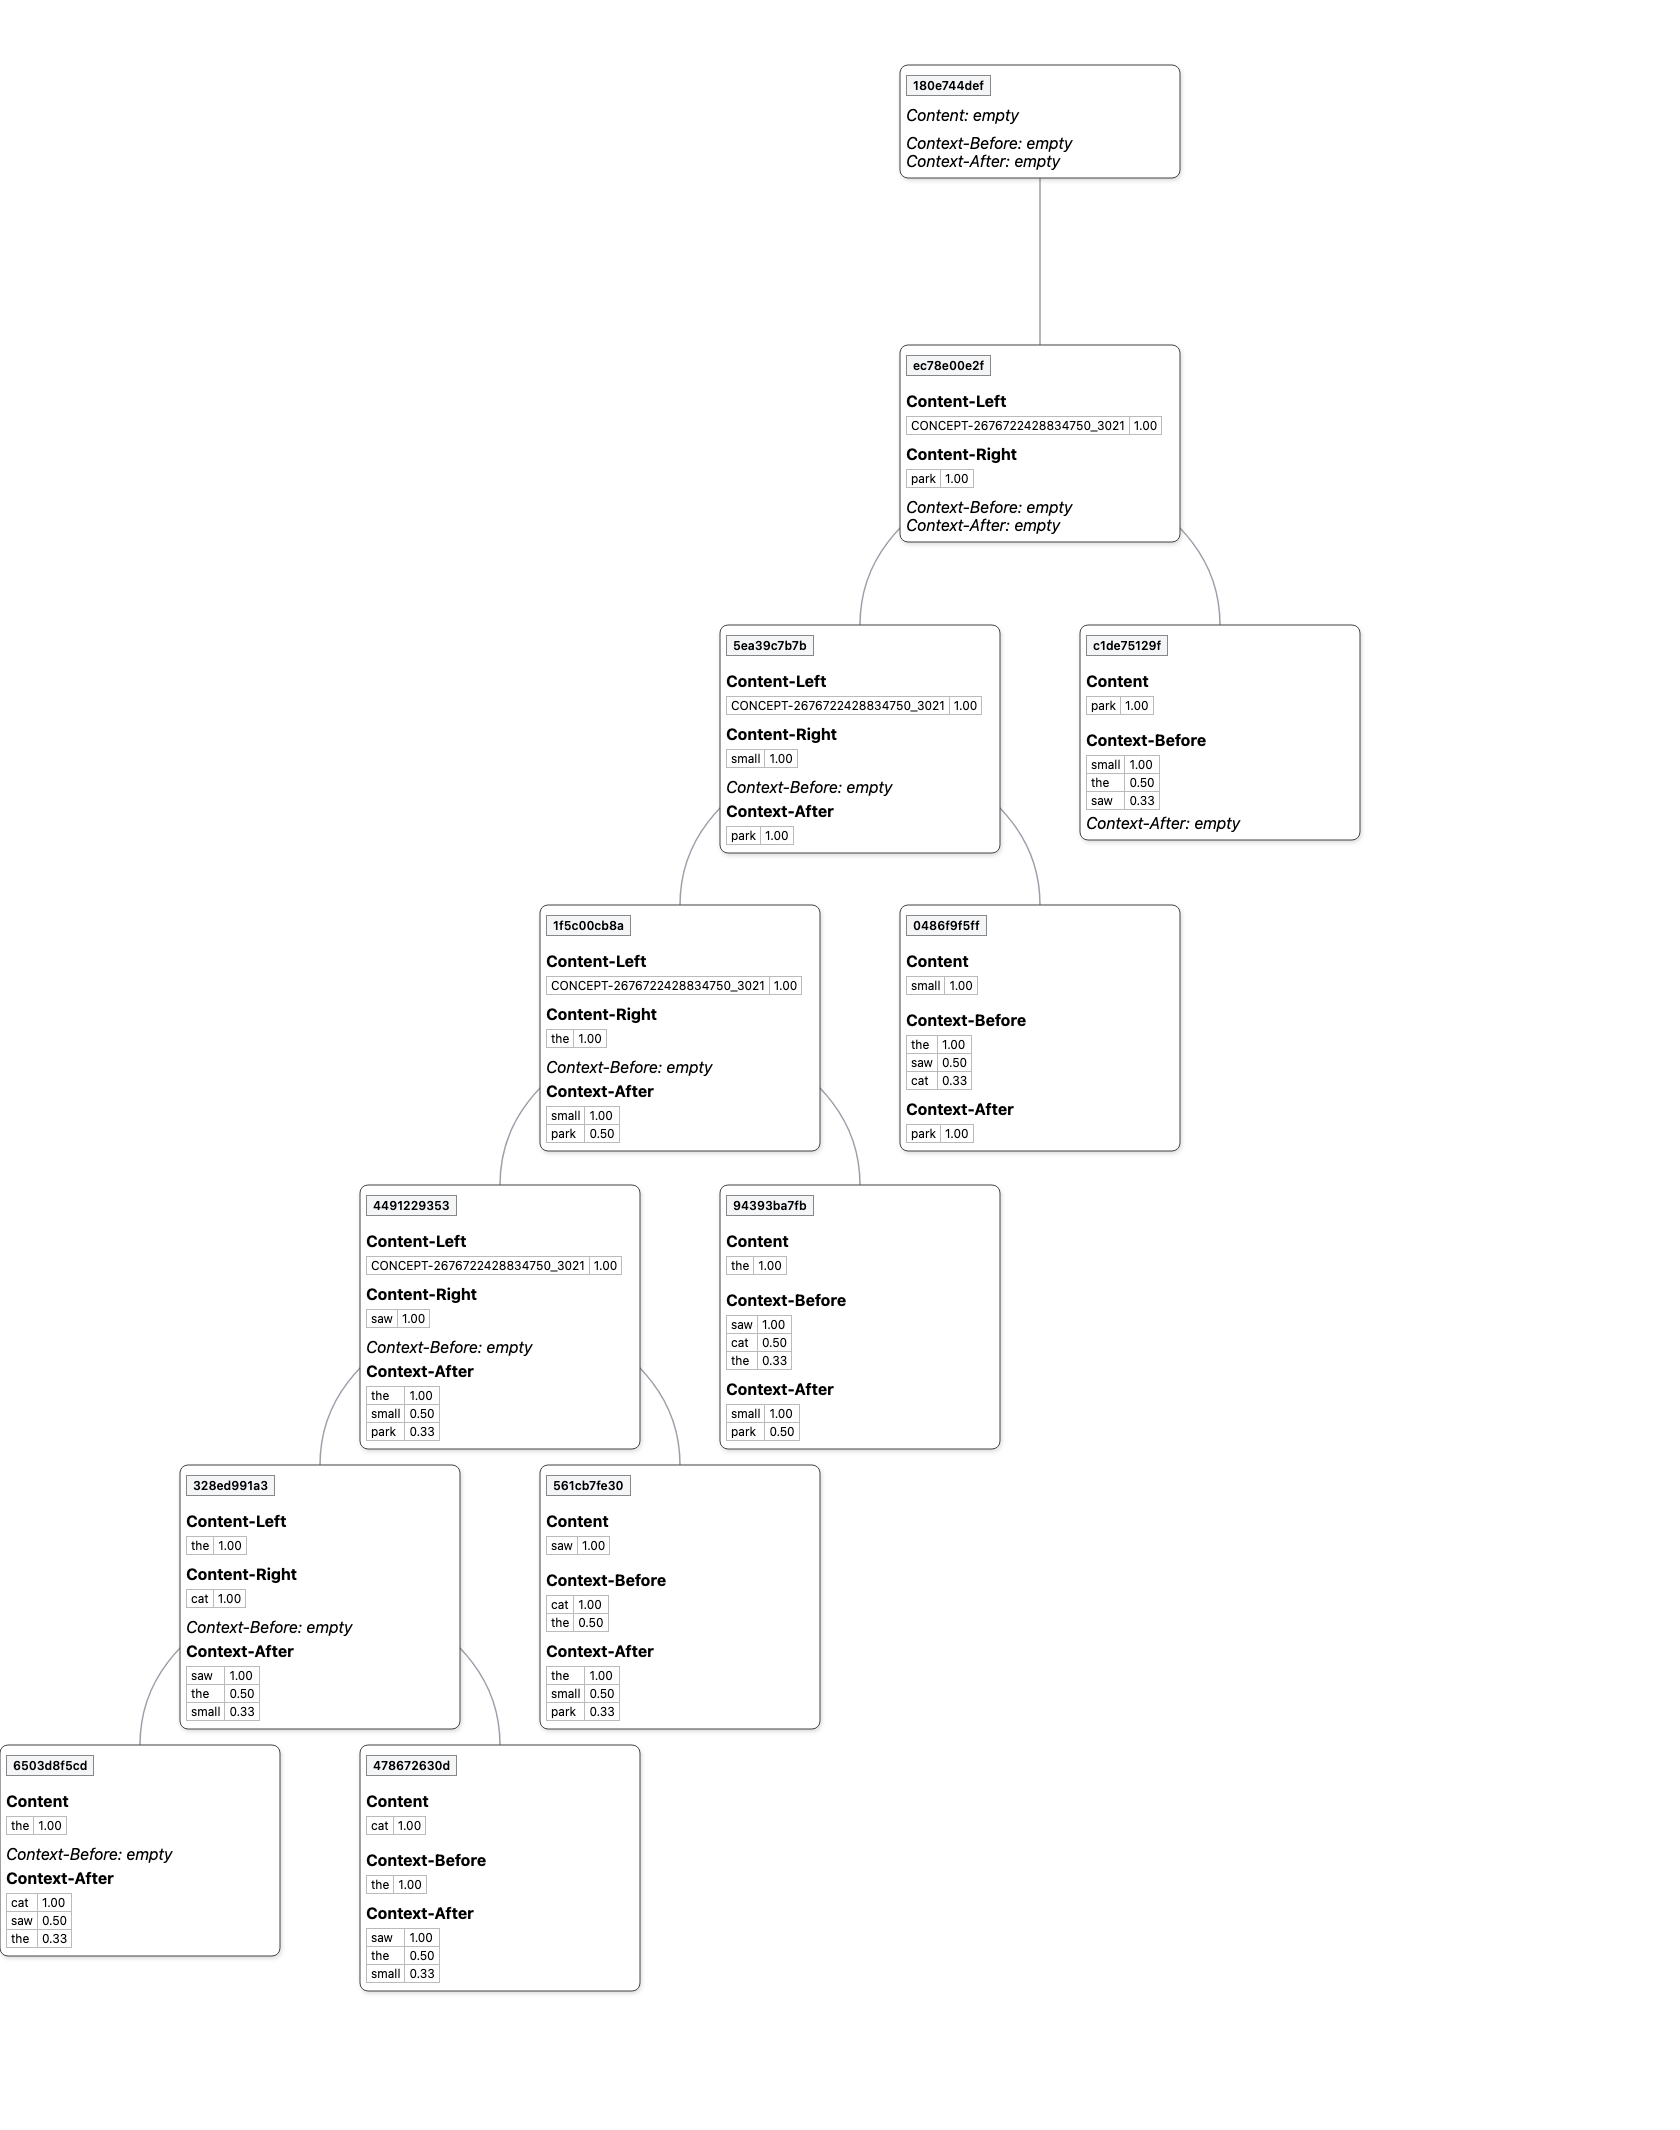 180e744def
Content: empty
Context-Before: empty
Context-After: empty
ec78e00e2f
Content-Left
CONCEPT-2676722428834750_3021 1.00
Content-Right
park 1.00
Context-Before: empty
Context-After: empty
5ea39c7b7b
Content-Left
CONCEPT-2676722428834750_3021 1.00
Content-Right
small 1.00
Context-Before: empty
Context-After
park 1.00
c1de75129f
Content
park 1.00
Context-Before
small 1.00
the 0.50
saw 0.33
Context-After: empty
1f5c00cb8a
Content-Left
CONCEPT-2676722428834750_3021 1.00
Content-Right
the 1.00
Context-Before: empty
Context-After
small 1.00
park 0.50
0486f9f5ff
Content
small 1.00
Context-Before
the 1.00
saw 0.50
cat 0.33
Context-After
park 1.00
4491229353
Content-Left
CONCEPT-2676722428834750_3021 1.00
Content-Right
saw 1.00
Context-Before: empty
Context-After
the 1.00
small 0.50
park 0.33
94393ba7fb
Content
the 1.00
Context-Before
saw 1.00
cat 0.50
the 0.33
Context-After
small 1.00
park 0.50
328ed991a3
Content-Left
the 1.00
Content-Right
cat 1.00
Context-Before: empty
Context-After
saw 1.00
the 0.50
small 0.33
561cb7fe30
Content
saw 1.00
Context-Before
cat 1.00
the 0.50
Context-After
the 1.00
small 0.50
park 0.33
6503d8f5cd
Content
the 1.00
Context-Before: empty
Context-After
cat 1.00
saw 0.50
the 0.33
478672630d
Content
cat 1.00
Context-Before
the 1.00
Context-After
saw 1.00
the 0.50
small 0.33